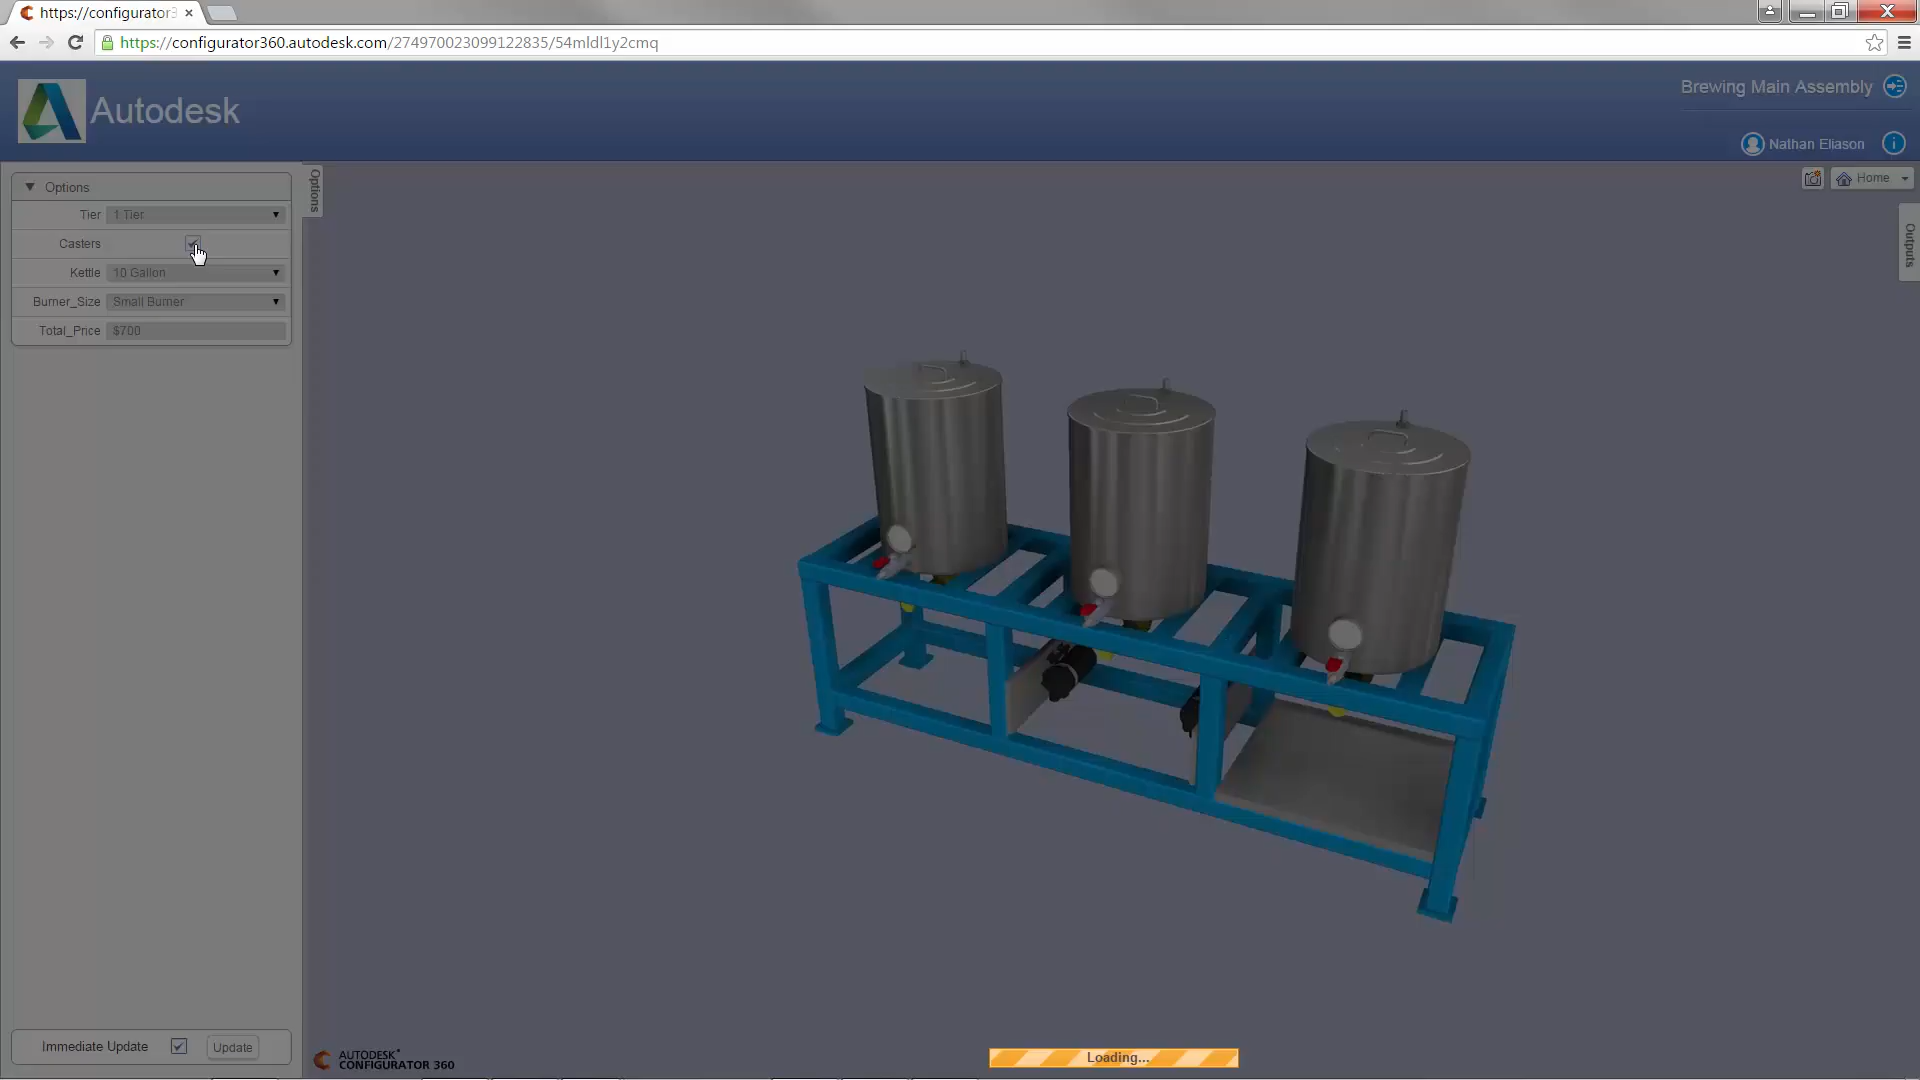 https://configurator3
https://configurator360.autodesk.com/274970023099122835/54mldl1y2cmq
Autodesk
Brewing Main Assembly
Nathan Eliason
Options
Tier 1 Tier
Casters
Kettle 10 Gallon
Burner_Size Small Burner
Total_Price $700
Options
Home
Outputs
Immediate Update Update
AUTODESK®
CONFIGURATOR 360
Loading...